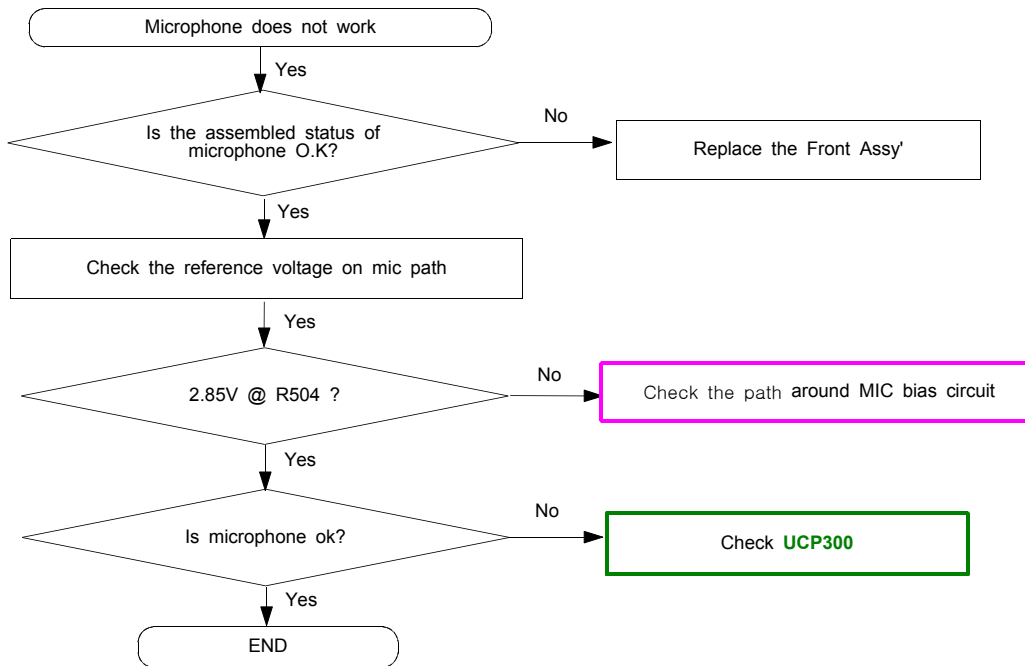 Microphone does not work
Yes
Is the assembled status of
microphone O.K?
No
Replace the Front Assy'
Yes
Check the reference voltage on mic path
Yes
2.85V @ R504 ?
No
Check the path around MIC bias circuit
Yes
Is microphone ok?
No
Check UCP300
Yes
END